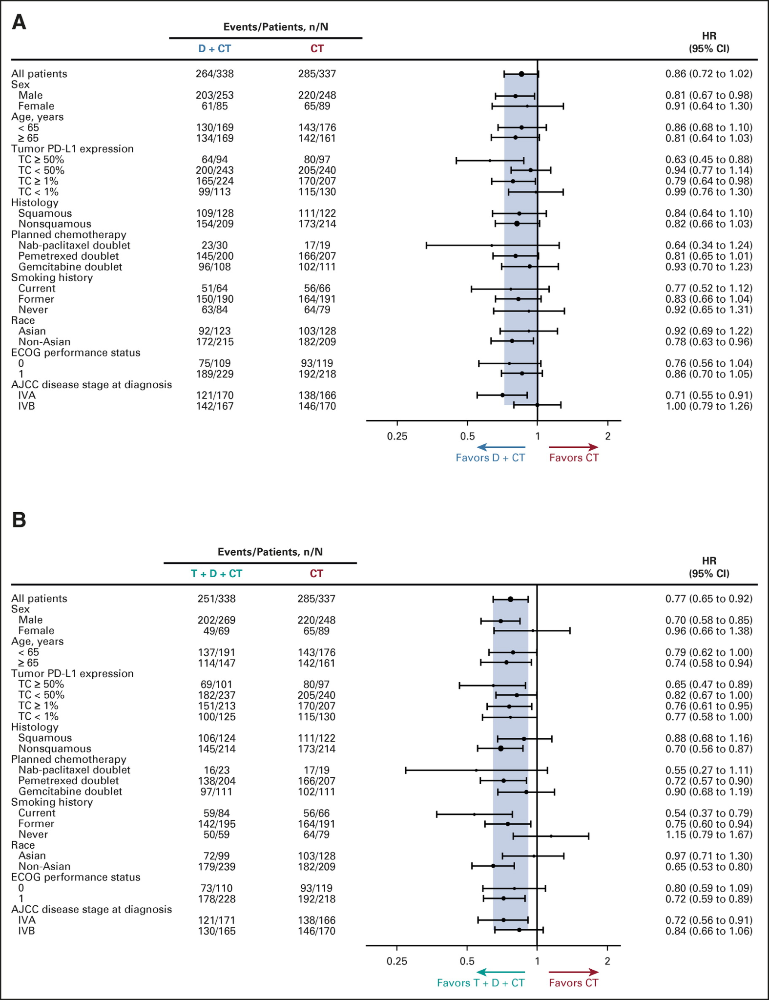 A
Events/Patients, n/N
HR
D + CT CT (95% CI)
All patients 264/338 285/337 0.86 (0.72 to 1.02)
Sex
Male 203/253 220/248 0.81 (0.67 to 0.98)
Female 61/85 65/89 0.91 (0.64 to 1.30)
Age, years
< 65 130/169 143/176 0.86 (0.68 to 1.10)
≥ 65 134/169 142/161 0.81 (0.64 to 1.03)
Tumor PD-L1 expression
TC ≥ 50% 64/94 80/97 0.63 (0.45 to 0.88)
TC < 50% 200/243 205/240 0.94 (0.77 to 1.14)
TC ≥ 1% 165/224 170/207 0.79 (0.64 to 0.98)
TC < 1% 99/113 115/130 0.99 (0.76 to 1.30)
Histology
Squamous 109/128 111/122 0.84 (0.64 to 1.10)
Nonsquamous 154/209 173/214 0.82 (0.66 to 1.03)
Planned chemotherapy
Nab-paclitaxel doublet 23/30 17/19 0.64 (0.34 to 1.24)
Pemetrexed doublet 145/200 166/207 0.81 (0.65 to 1.01)
Gemcitabine doublet 96/108 102/111 0.93 (0.70 to 1.23)
Smoking history
Current 51/64 56/66 0.77 (0.52 to 1.12)
Former 150/190 164/191 0.83 (0.66 to 1.04)
Never 63/84 64/79 0.92 (0.65 to 1.31)
Race
Asian 92/123 103/128 0.92 (0.69 to 1.22)
Non-Asian 172/215 182/209 0.78 (0.63 to 0.96)
ECOG performance status
0 75/109 93/119 0.76 (0.56 to 1.04)
1 189/229 192/218 0.86 (0.70 to 1.05)
AJCC disease stage at diagnosis
IVA 121/170 138/166 0.71 (0.55 to 0.91)
IVB 142/167 146/170 1.00 (0.79 to 1.26)
0.25 0.5 1 2
Favors D + CT Favors CT
B
Events/Patients, n/N
HR
T + D + CT CT (95% CI)
All patients 251/338 285/337 0.77 (0.65 to 0.92)
Sex
Male 202/269 220/248 0.70 (0.58 to 0.85)
Female 49/69 65/89 0.96 (0.66 to 1.38)
Age, years
< 65 137/191 143/176 0.79 (0.62 to 1.00)
≥ 65 114/147 142/161 0.74 (0.58 to 0.94)
Tumor PD-L1 expression
TC ≥ 50% 69/101 80/97 0.65 (0.47 to 0.89)
TC < 50% 182/237 205/240 0.82 (0.67 to 1.00)
TC ≥ 1% 151/213 170/207 0.76 (0.61 to 0.95)
TC < 1% 100/125 115/130 0.77 (0.58 to 1.00)
Histology
Squamous 106/124 111/122 0.88 (0.68 to 1.16)
Nonsquamous 145/214 173/214 0.70 (0.56 to 0.87)
Planned chemotherapy
Nab-paclitaxel doublet 16/23 17/19 0.55 (0.27 to 1.11)
Pemetrexed doublet 138/204 166/207 0.72 (0.57 to 0.90)
Gemcitabine doublet 97/111 102/111 0.90 (0.68 to 1.19)
Smoking history
Current 59/84 56/66 0.54 (0.37 to 0.79)
Former 142/195 164/191 0.75 (0.60 to 0.94)
Never 50/59 64/79 1.15 (0.79 to 1.67)
Race
Asian 72/99 103/128 0.97 (0.71 to 1.30)
Non-Asian 179/239 182/209 0.65 (0.53 to 0.80)
ECOG performance status
0 73/110 93/119 0.80 (0.59 to 1.09)
1 178/228 192/218 0.72 (0.59 to 0.89)
AJCC disease stage at diagnosis
IVA 121/171 138/166 0.72 (0.56 to 0.91)
IVB 130/165 146/170 0.84 (0.66 to 1.06)
0.25 0.5 1 2
Favors T + D + CT Favors CT